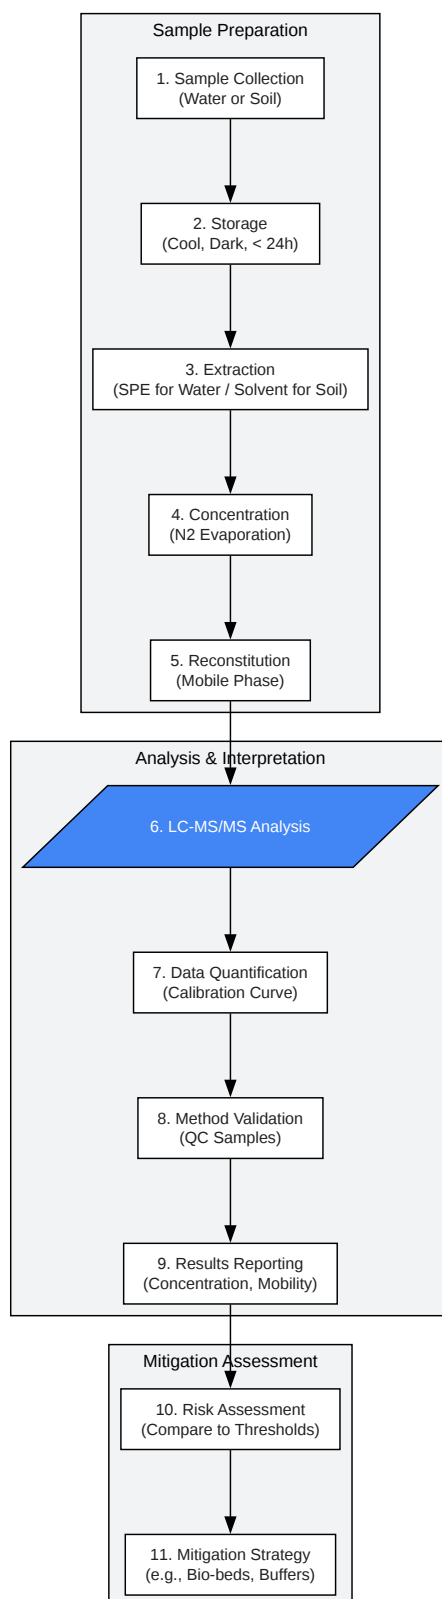 Sample Preparation
1. Sample Collection
(Water or Soil)
2. Storage
(Cool, Dark, < 24h)
3. Extraction
(SPE for Water / Solvent for Soil)
4. Concentration
(N2 Evaporation)
5. Reconstitution
(Mobile Phase)
Analysis & Interpretation
6. LC-MS/MS Analysis
7. Data Quantification
(Calibration Curve)
8. Method Validation
(QC Samples)
9. Results Reporting
(Concentration, Mobility)
Mitigation Assessment
10. Risk Assessment
(Compare to Thresholds)
11. Mitigation Strategy
(e.g., Bio-beds, Buffers)